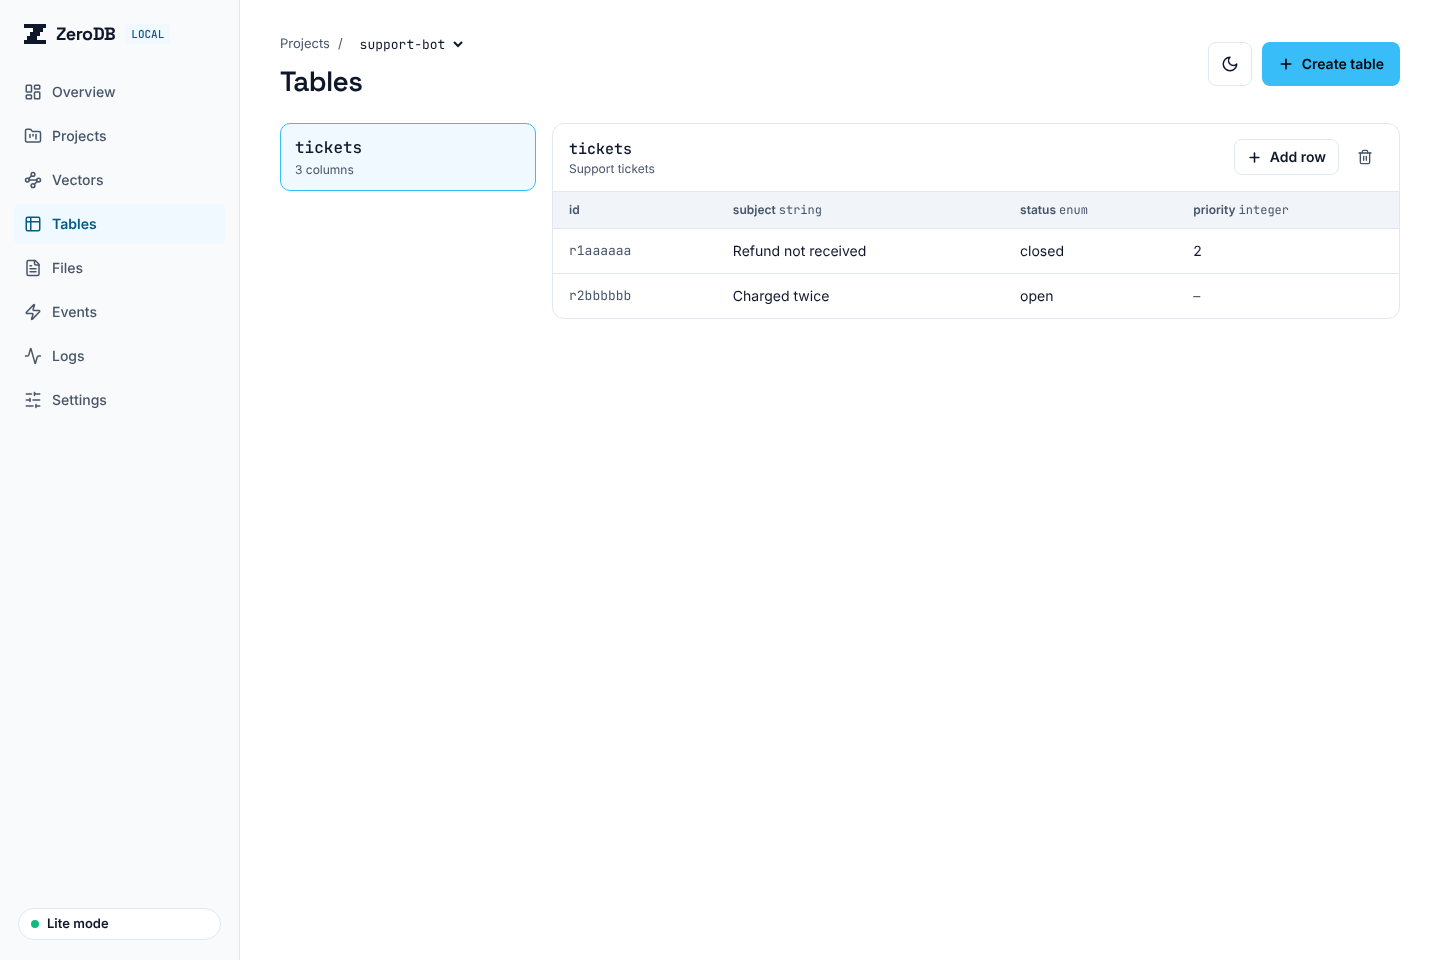 ZeroDB LOCAL
Overview
Projects
Vectors
Tables
Files
Events
Logs
Settings
Lite mode
Projects / support-bot
Tables
Create table
tickets
3 columns
tickets
Support tickets
Add row
id subject string status enum priority integer
r1aaaaaa Refund not received closed 2
r2bbbbbb Charged twice open –